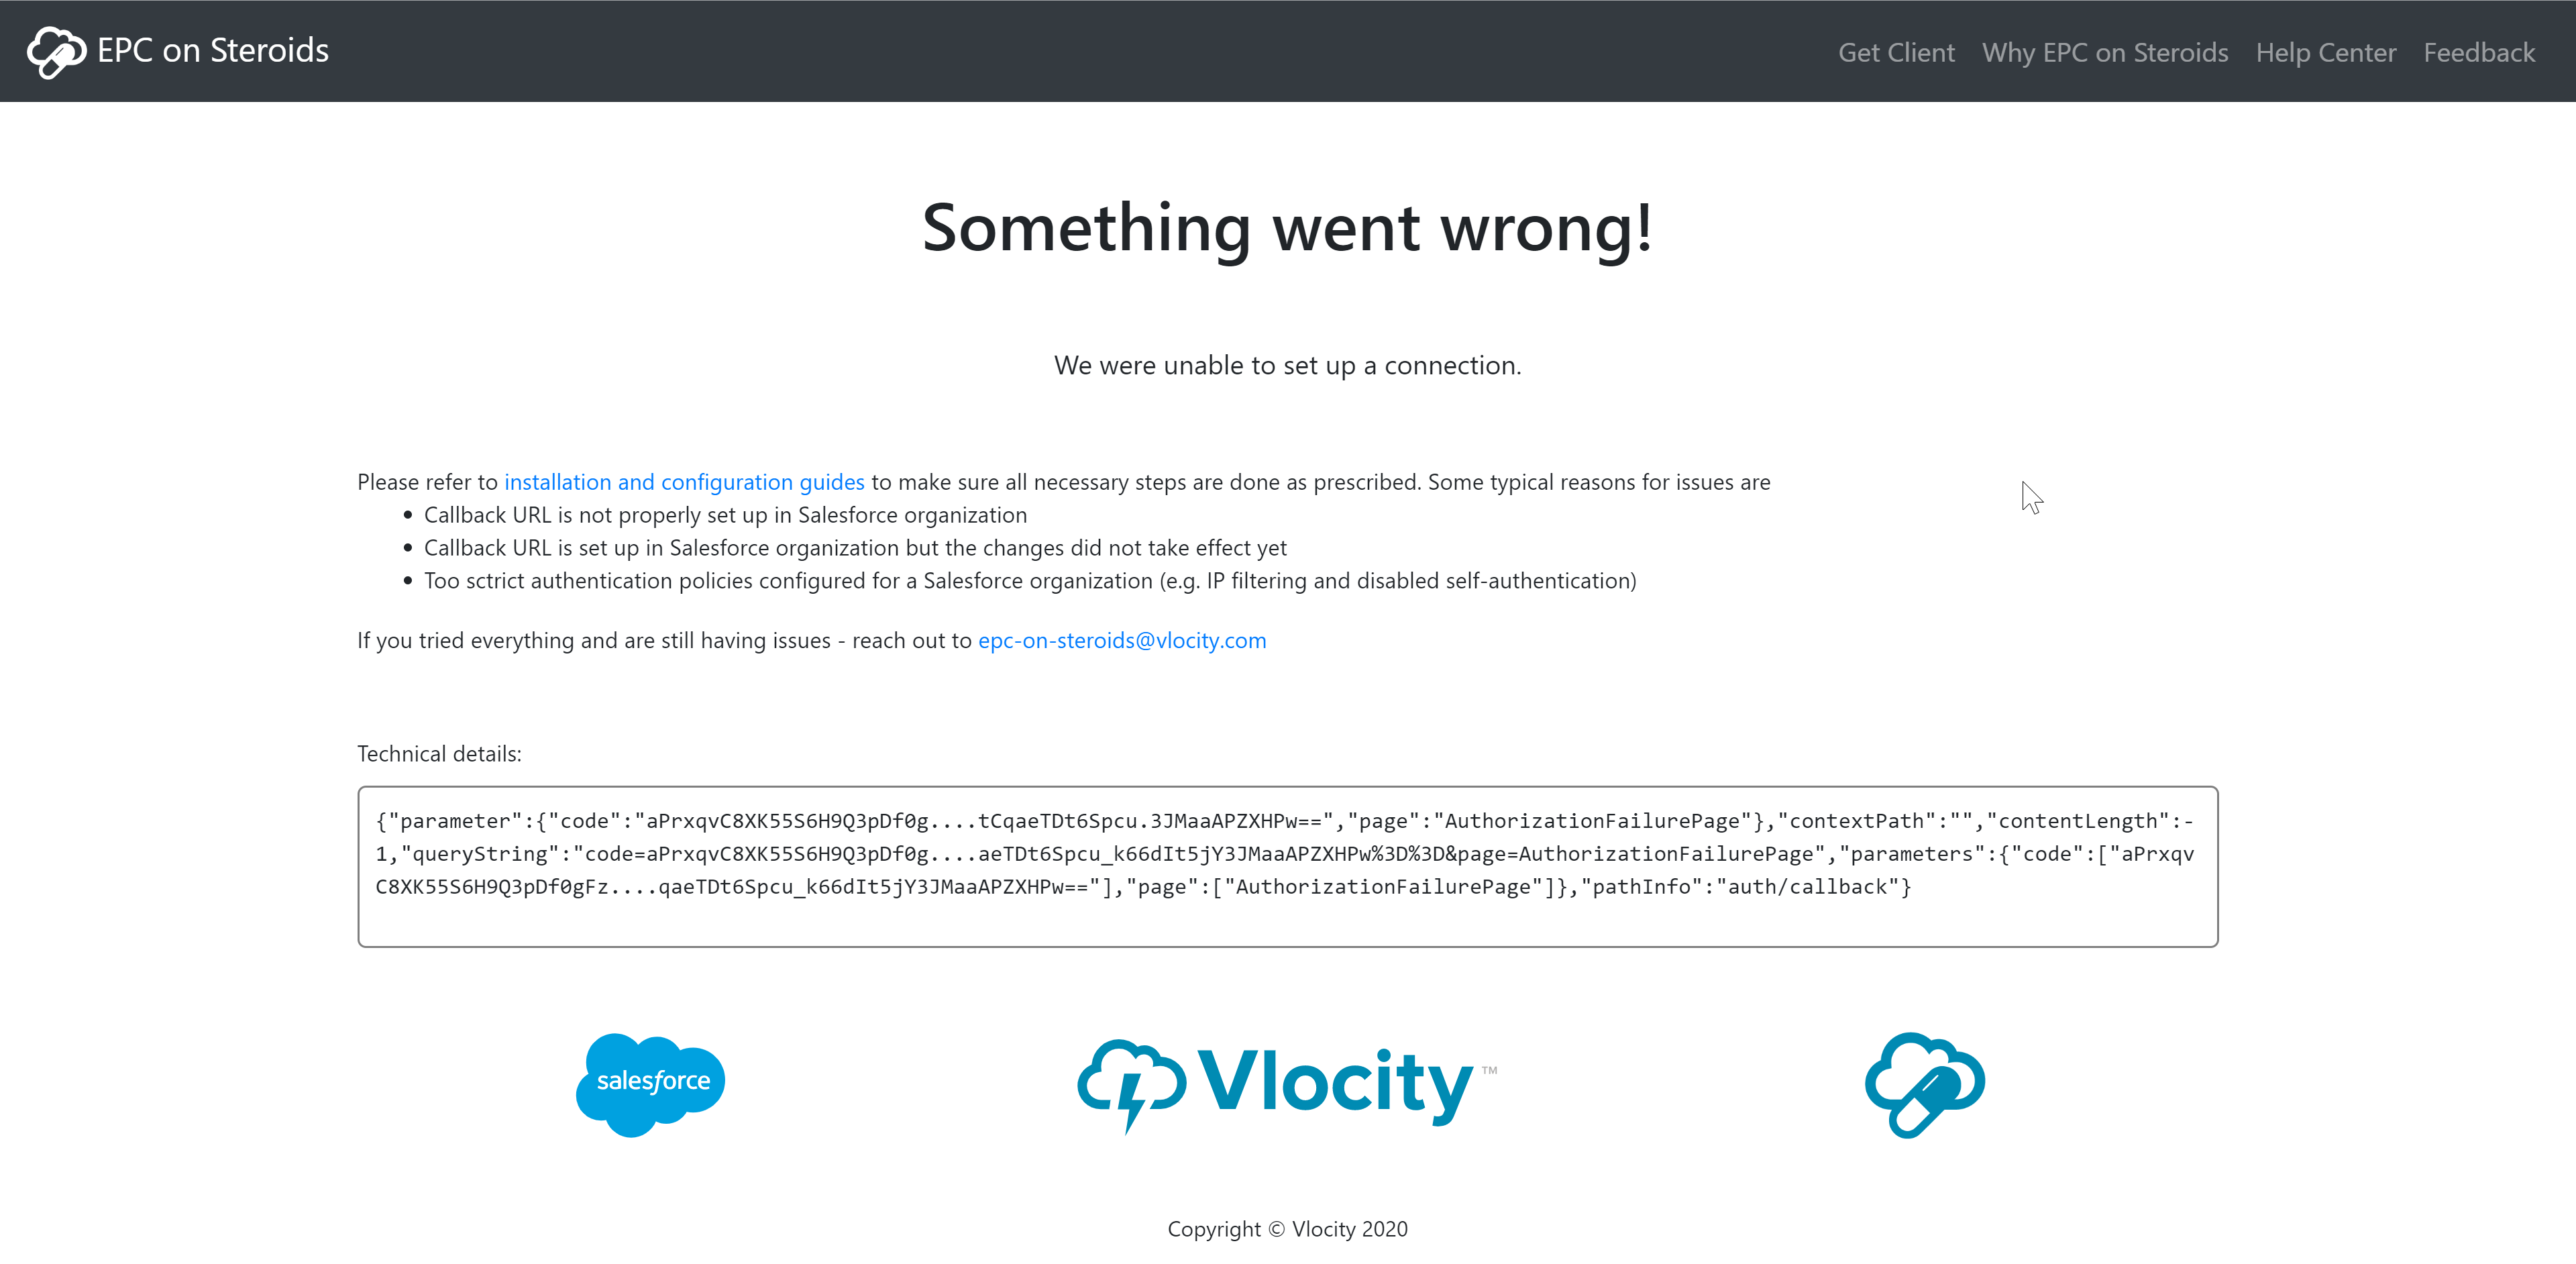 EPC on Steroids
Get Client Why EPC on Steroids Help Center Feedback
Something went wrong!
We were unable to set up a connection.
Please refer to installation and configuration guides to make sure all necessary steps are done as prescribed. Some typical reasons for issues are
• Callback URL is not properly set up in Salesforce organization
• Callback URL is set up in Salesforce organization but the changes did not take effect yet
• Too sctrict authentication policies configured for a Salesforce organization (e.g. IP filtering and disabled self-authentication)
If you tried everything and are still having issues - reach out to epc-on-steroids@vlocity.com
Technical details:
{"parameter":{"code":"aPrxqvC8XK55S6H9Q3pDf0g....tCqaeTDt6Spcu.3JMaaAPZXHPw==","page":"AuthorizationFailurePage"},"contextPath":"","contentLength":-
1,"queryString":"code=aPrxqvC8XK55S6H9Q3pDf0g....aeTDt6Spcu_k66dIt5jY3JMaaAPZXHPw%3D%3D&page=AuthorizationFailurePage","parameters":{"code":["aPrxqv
C8XK55S6H9Q3pDf0gFz....qaeTDt6Spcu_k66dIt5jY3JMaaAPZXHPw=="],"page":["AuthorizationFailurePage"]},"pathInfo":"auth/callback"}
salesforce
Vlocity ™
Copyright © Vlocity 2020